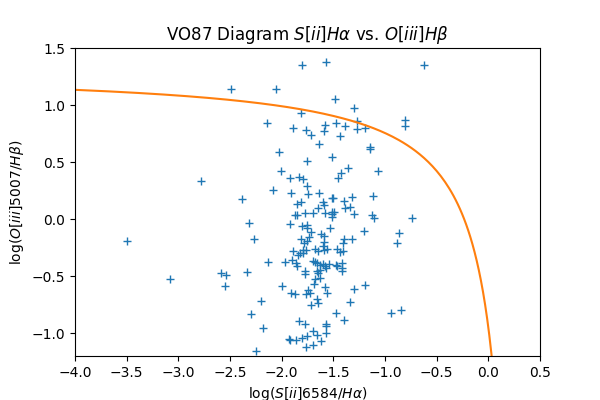 VO87 Diagram S[ii]Hα vs. O[iii]Hβ
log(O[iii]5007/Hβ)
1.5
1.0
0.5
0.0
−0.5
−1.0
−4.0 −3.5 −3.0 −2.5 −2.0 −1.5 −1.0 −0.5 0.0 0.5
log(S[ii]6584/Hα)